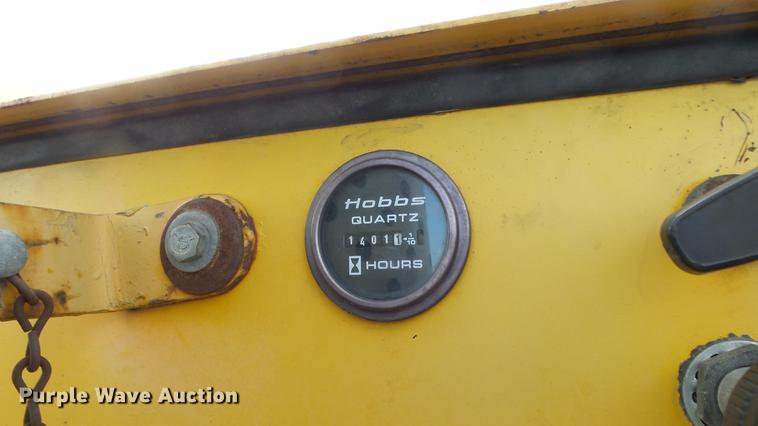 Hobbs
QUARTZ
14011 1/10
HOURS
Purple Wave Auction